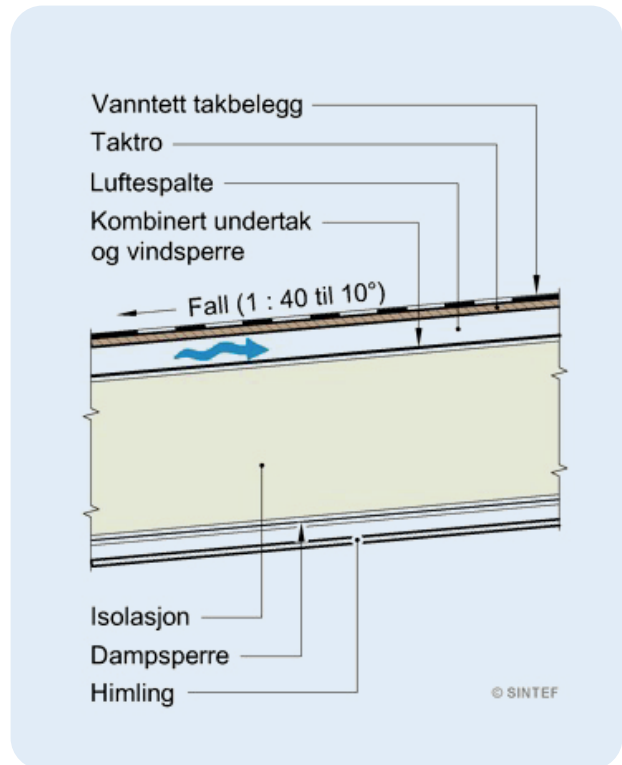 Vanntett takbelegg
Taktro
Luftespalte
Kombinert undertak
og vindsperre
Fall (1 : 40 til 10°)
Isolasjon
Dampsperre
Himling
© SINTEF